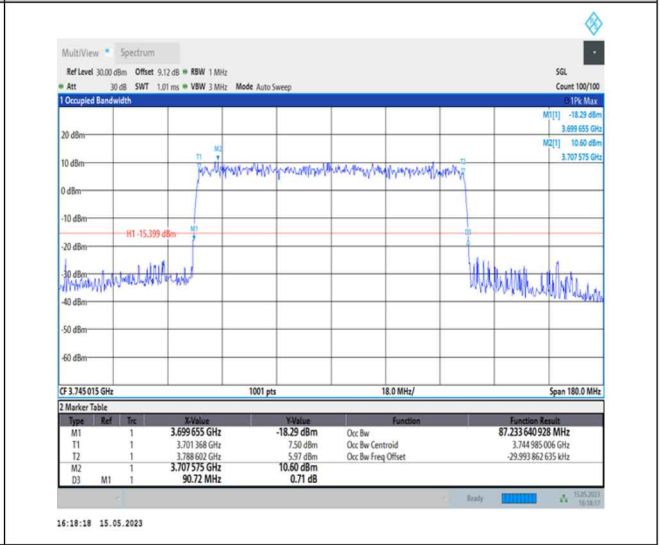 MultiView Spectrum
Ref Level 30.00 dBm Offset 9.12 dB RBW 1 MHz SGL
Att 30 dB SWT 1.01 ms VBW 3 MHz Mode Auto Sweep Count 100/100
1 Occupied Bandwidth 1Pk Max
M1[1] -18.29 dBm
3.699 655 GHz
M2[1] 10.60 dBm
3.707 575 GHz
20 dBm
10 dBm
0 dBm
-10 dBm
-20 dBm
-30 dBm
-40 dBm
-50 dBm
-60 dBm
T1
M2
T2
H1 -15.399 dBm
M1
D3
CF 3.745 015 GHz 1001 pts 18.0 MHz/ Span 180.0 MHz
2 Marker Table
Type Ref Trc X-Value Y-Value Function Function Result
M1 1 3.699 655 GHz -18.29 dBm Occ Bw 87.233 640 928 MHz
T1 1 3.701 368 GHz 7.50 dBm Occ Bw Centroid 3.744 985 006 GHz
T2 1 3.788 602 GHz 5.97 dBm Occ Bw Freq Offset -29.993 862 635 kHz
M2 1 3.707 575 GHz 10.60 dBm
D3 M1 1 90.72 MHz 0.71 dB
Ready 15.05.2023
16:18:17
16:18:18 15.05.2023